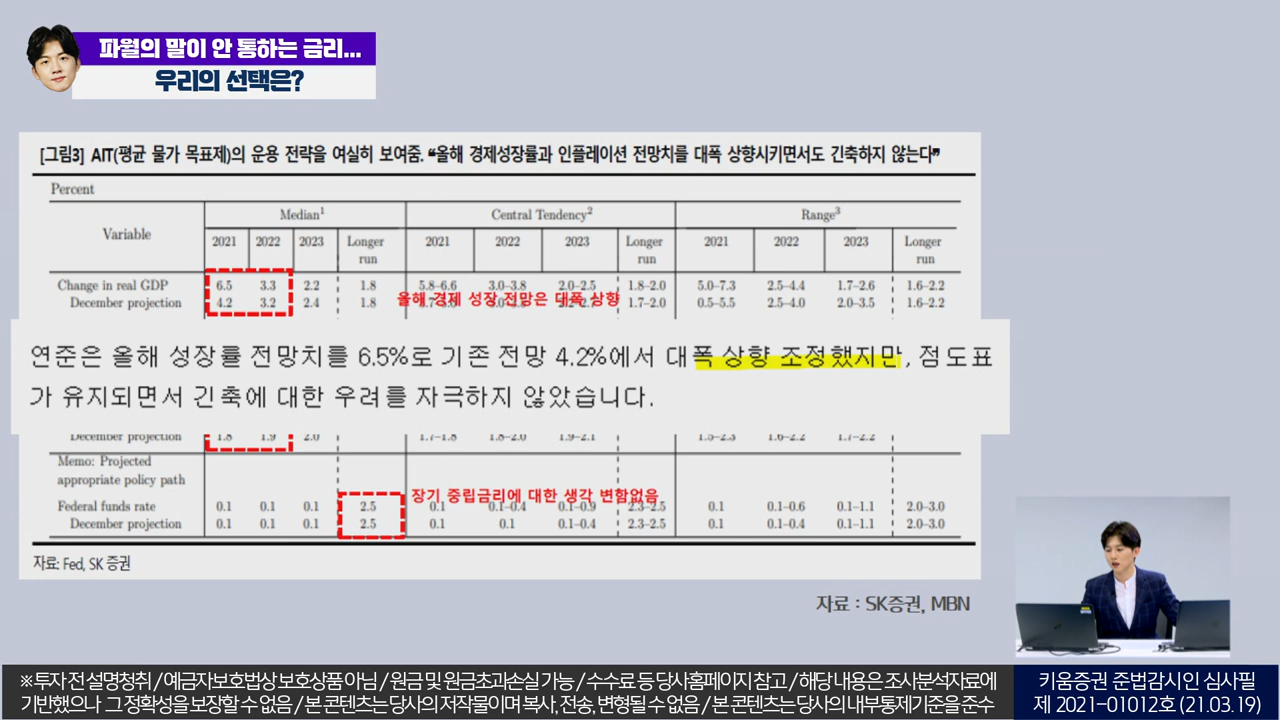 파월의 말이 안 통하는 금리...
우리의 선택은?
[그림3] AIT(평균 물가 목표제)의 운용 전략을 여실히 보여줌. “올해 경제성장률과 인플레이션 전망치를 대폭 상향시키면서도 긴축하지 않는다”
Percent
Variable Median1 Central Tendency2 Range3
2021 2022 2023 Longer run 2021 2022 2023 Longer run 2021 2022 2023 Longer run
Change in real GDP 6.5 3.3 2.2 1.8 5.8–6.6 3.0–3.8 2.0–2.5 1.8–2.0 5.0–7.3 2.5–4.4 1.7–2.6 1.6–2.2
December projection 4.2 3.2 2.4 1.8 1.7–2.0 0.5–5.5 2.5–4.0 2.0–3.5 1.6–2.2
올해 경제 성장 전망은 대폭 상향
연준은 올해 성장률 전망치를 6.5%로 기존 전망 4.2%에서 대폭 상향 조정했지만, 점도표
가 유지되면서 긴축에 대한 우려를 자극하지 않았습니다.
December projection 1.8 1.9 2.0 1.7–1.8 1.8–2.0 1.9–2.1 1.5–2.3 1.6–2.2 1.7–2.2
Memo: Projected
appropriate policy path
장기 중립금리에 대한 생각 변함없음
Federal funds rate 0.1 0.1 0.1 2.5 0.1 0.1–0.4 0.1–0.9 2.3–2.5 0.1 0.1–0.6 0.1–1.1 2.0–3.0
December projection 0.1 0.1 0.1 2.5 0.1 0.1 0.1–0.4 2.3–2.5 0.1 0.1–0.4 0.1–1.1 2.0–3.0
자료: Fed, SK 증권
자료 : SK증권, MBN
※ 투자 전 설명청취 / 예금자보호법상 보호상품 아님 / 원금 및 원금초과손실 가능 / 수수료 등 당사홈페이지 참고 / 해당 내용은 조사분석자료에
기반했으나 그 정확성을 보장할 수 없음 / 본 콘텐츠는 당사의 저작물이며 복사, 전송, 변형될 수 없음 / 본 콘텐츠는 당사의 내부통제기준을 준수
키움증권 준법감시인 심사필
제 2021-01012호 (21.03.19)